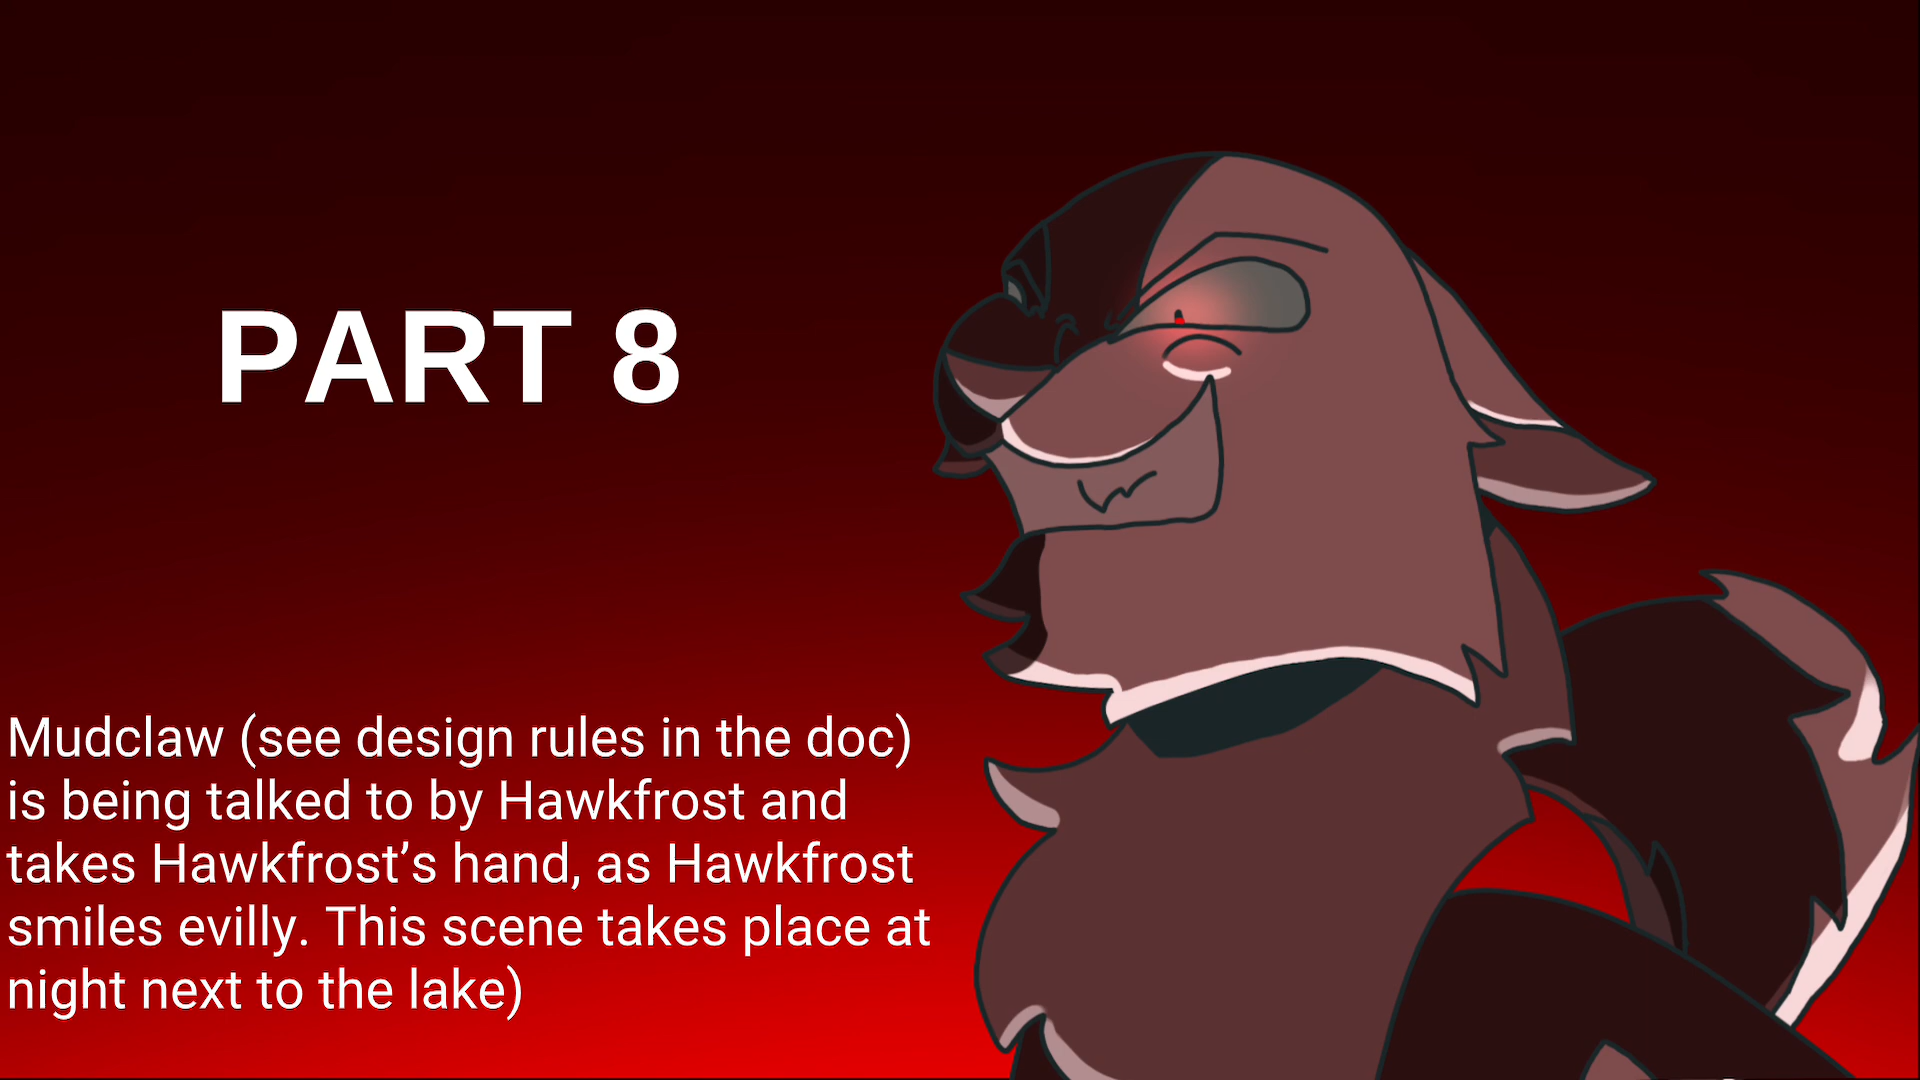 PART 8
Mudclaw (see design rules in the doc)
is being talked to by Hawkfrost and
takes Hawkfrost’s hand, as Hawkfrost
smiles evilly. This scene takes place at
night next to the lake)